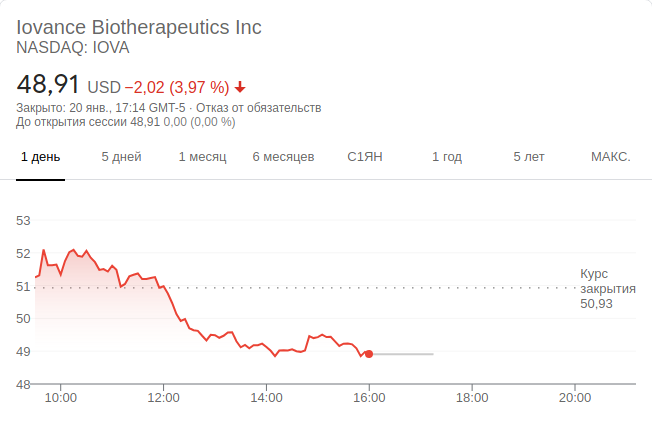 Iovance Biotherapeutics Inc
NASDAQ: IOVA
48,91 USD −2,02 (3,97 %)
Закрыто: 20 янв., 17:14 GMT-5 · Отказ от обязательств
До открытия сессии 48,91 0,00 (0,00 %)
1 день 5 дней 1 месяц 6 месяцев С1ЯН 1 год 5 лет МАКС.
53
52
Курс
51
закрытия
50,93
50
49
48
10:00 12:00 14:00 16:00 18:00 20:00